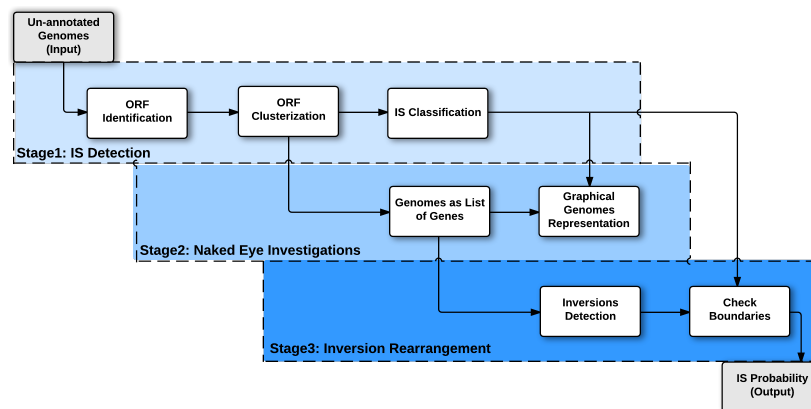 Un-annotated
Genomes
(Input)
ORF
Identification
ORF
Clusterization
IS Classification
Stage1: IS Detection
Genomes as List
of Genes
Graphical
Genomes
Representation
Stage2: Naked Eye Investigations
Inversions
Detection
Check
Boundaries
Stage3: Inversion Rearrangement
IS Probability
(Output)